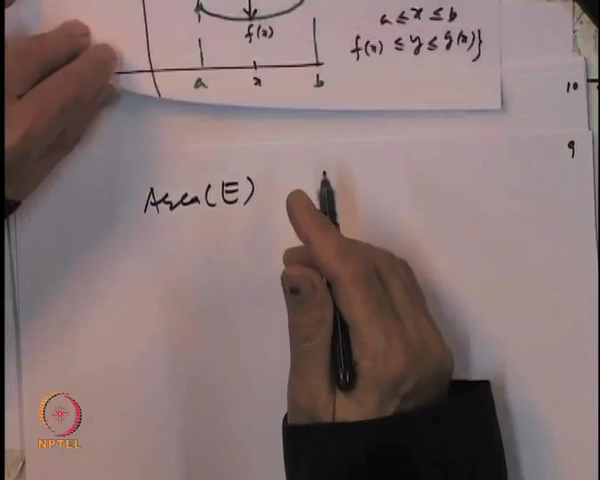 a ≤ x ≤ b
f(x)
f(x) ≤ y ≤ g(x)}
a x b
10
9
Area(E)
NPTEL